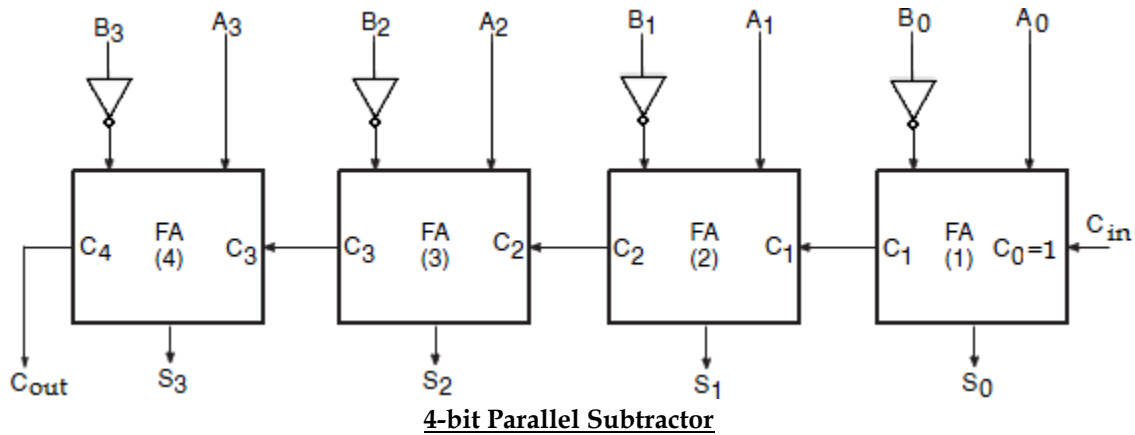 B3 A3 B2 A2 B1 A1 B0 A0
FA FA FA FA Cin
C4 (4) C3 C3 (3) C2 C2 (2) C1 C1 (1) C0=1
Cout S3 S2 S1 S0
4-bit Parallel Subtractor